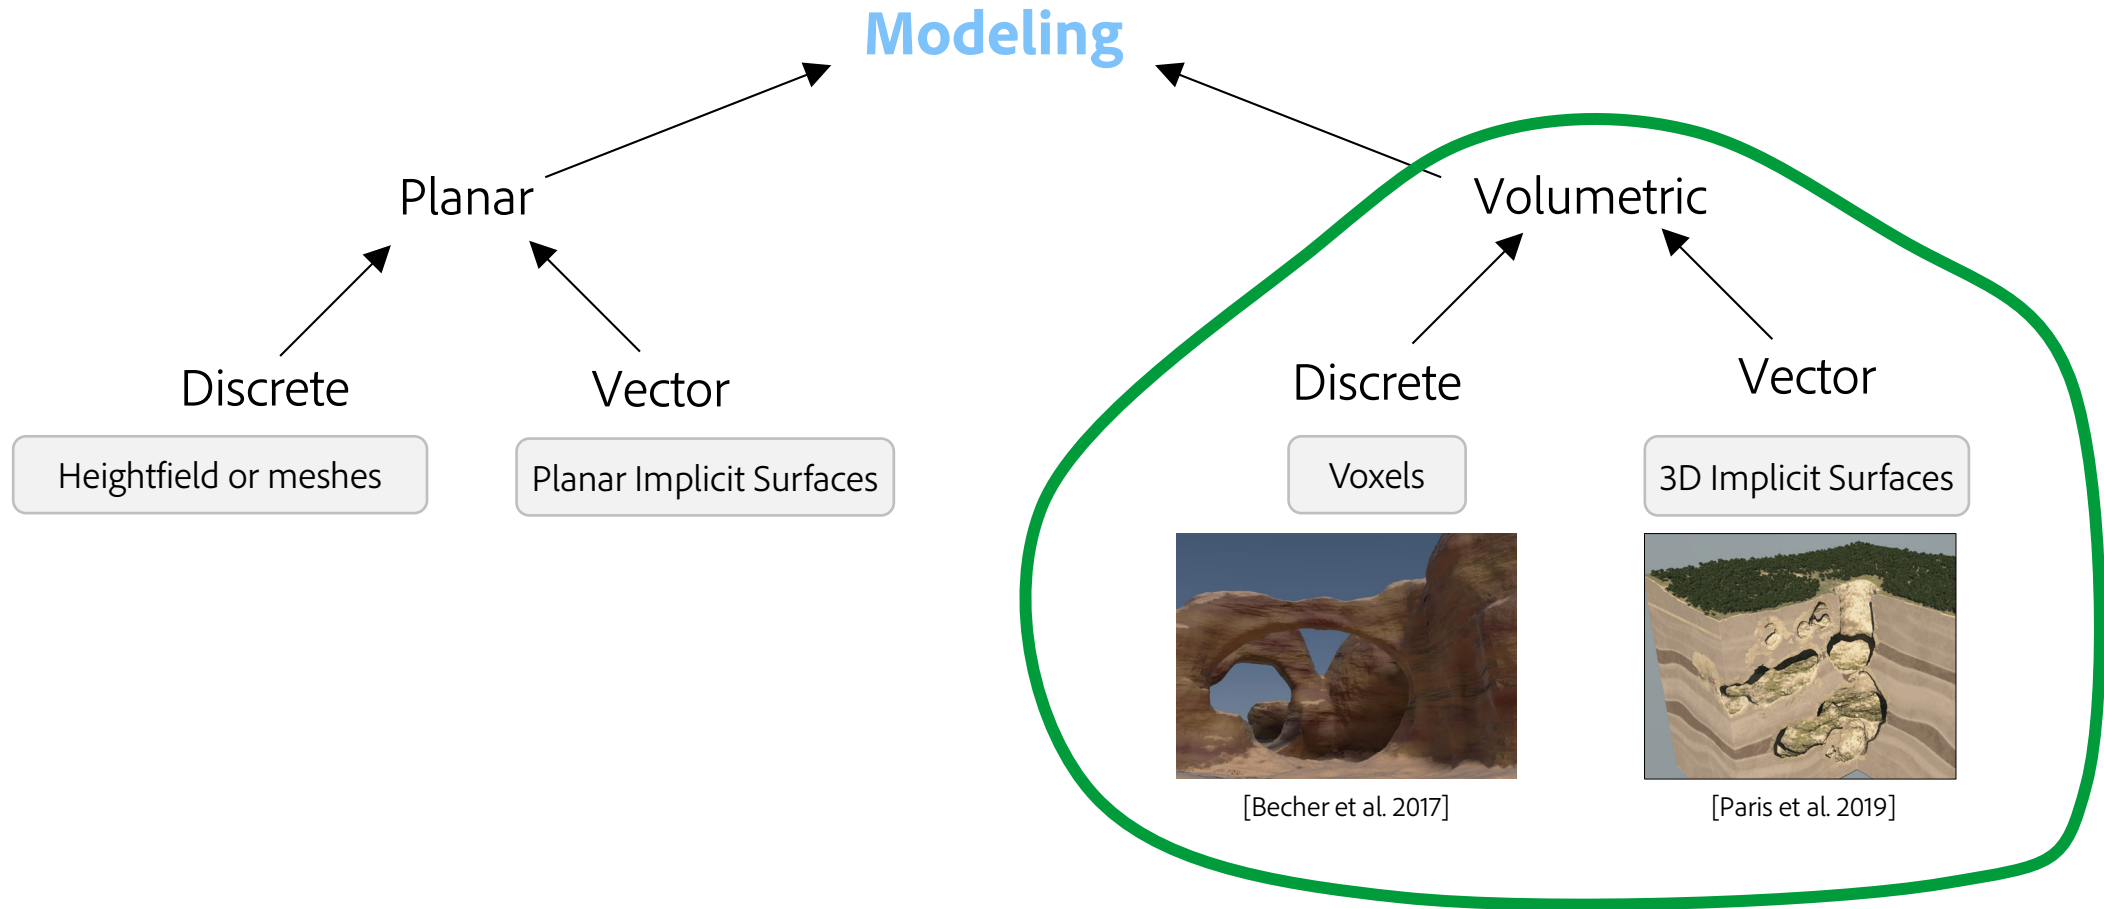 Modeling
Planar
Volumetric
Discrete
Vector
Discrete
Vector
Heightfield or meshes
Planar Implicit Surfaces
Voxels
3D Implicit Surfaces
[Becher et al. 2017]
[Paris et al. 2019]